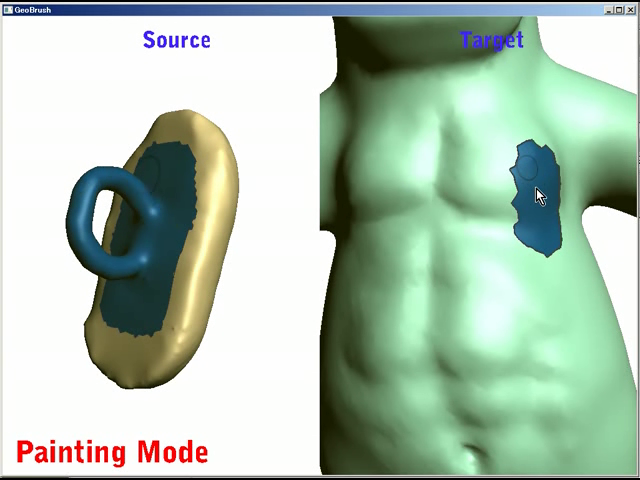 GeoBrush
Source
Target
Painting Mode